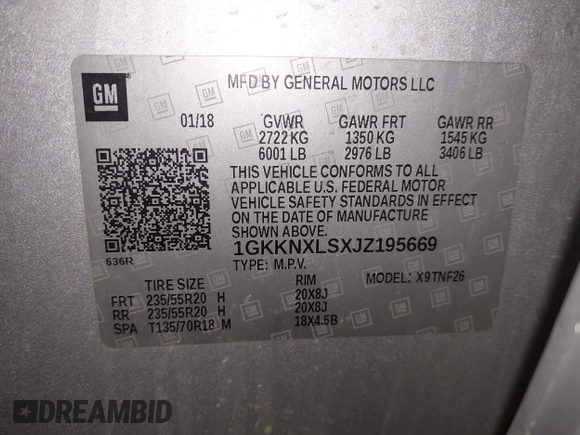 GM
MFD BY GENERAL MOTORS LLC
01/18 GVWR GAWR FRT GAWR RR
2722 KG 1350 KG 1545 KG
6001 LB 2976 LB 3406 LB
THIS VEHICLE CONFORMS TO ALL
APPLICABLE U.S. FEDERAL MOTOR
VEHICLE SAFETY STANDARDS IN EFFECT
ON THE DATE OF MANUFACTURE
SHOWN ABOVE.
636R
1GKKNXLSXJZ195669
TYPE: M.P.V.
TIRE SIZE RIM MODEL: X9TNF26
FRT 235/55R20 H 20X8J
RR 235/55R20 H 20X8J
SPA T135/70R18 M 18X4.5B
DREAMBID